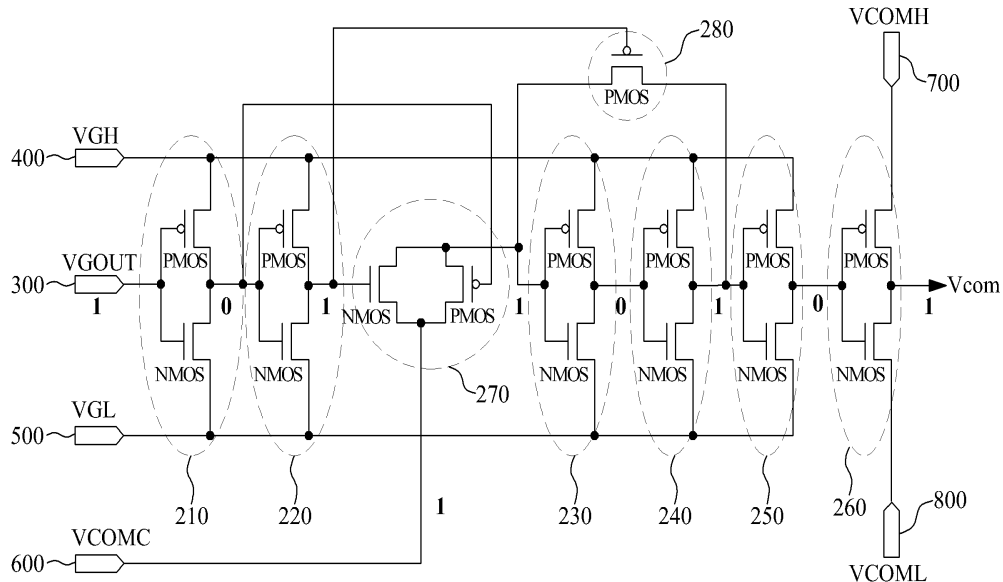 VCOMH
280
700
PMOS
VGH
400
PMOS
PMOS
PMOS
PMOS
PMOS
PMOS
VGOUT
300
1
0
1
NMOS
PMOS
1
0
1
0
1
Vcom
NMOS
NMOS
NMOS
NMOS
NMOS
NMOS
270
VGL
500
210
220
1
230
240
250
260
800
VCOMC
600
VCOML